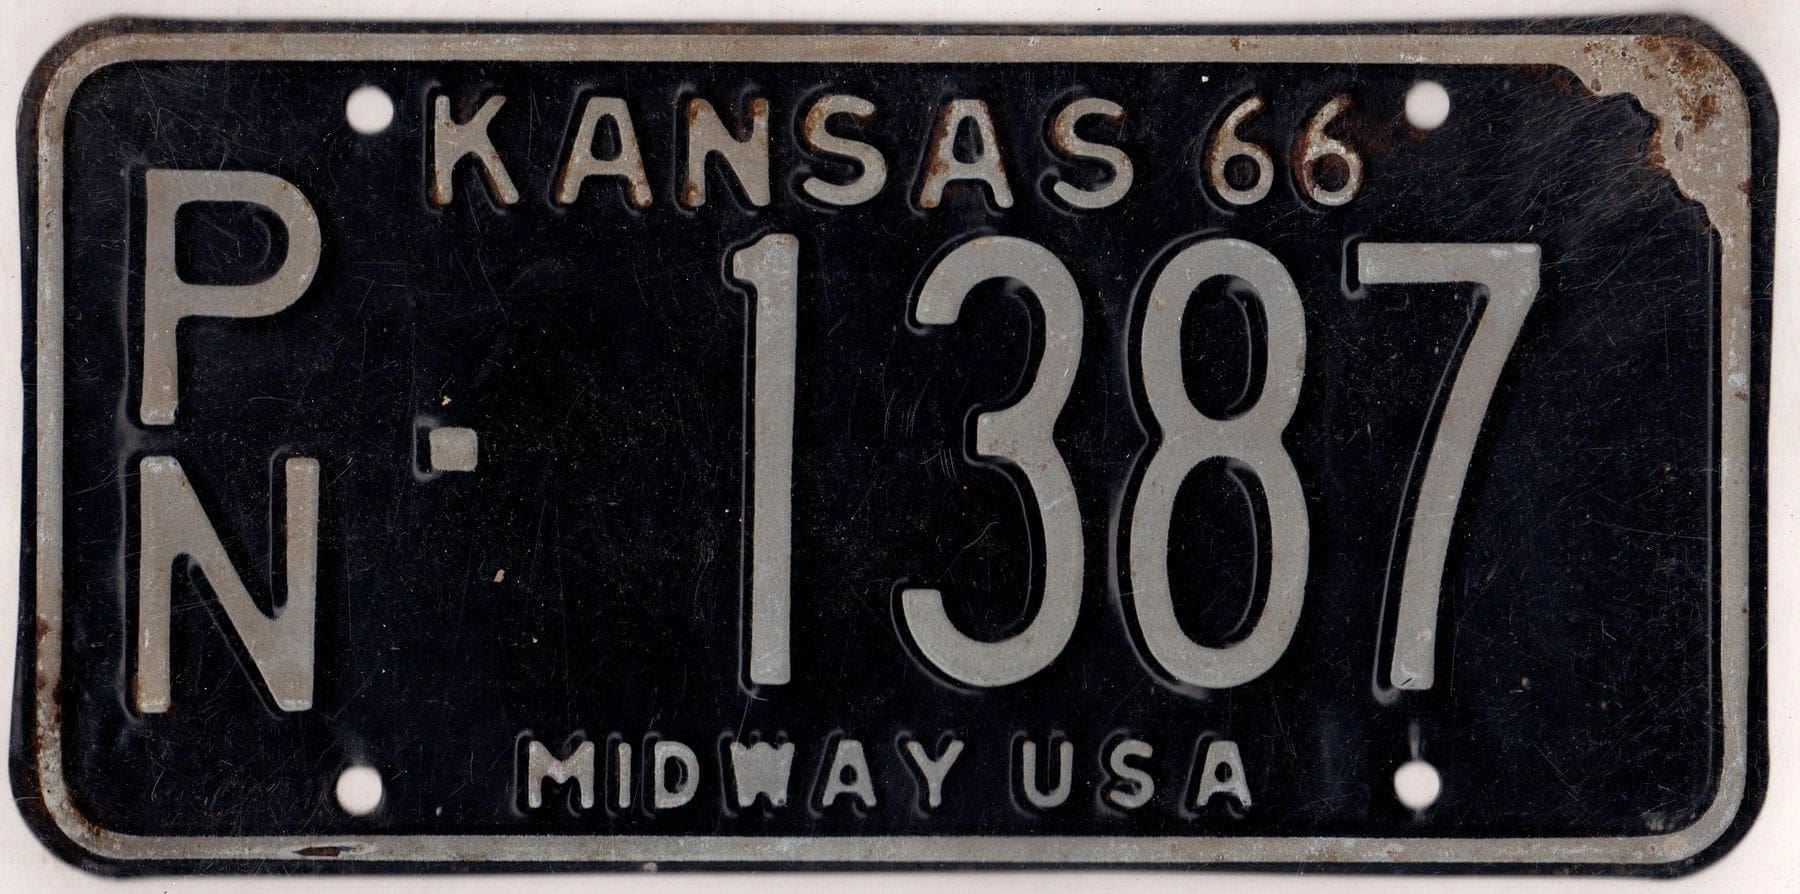 KANSAS 66
PN · 1387
MIDWAY USA